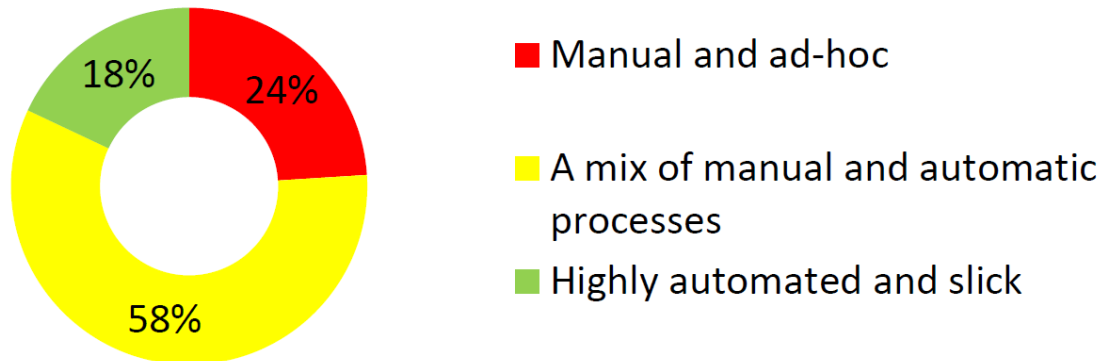 18%
24%
58%
Manual and ad-hoc
A mix of manual and automatic
processes
Highly automated and slick